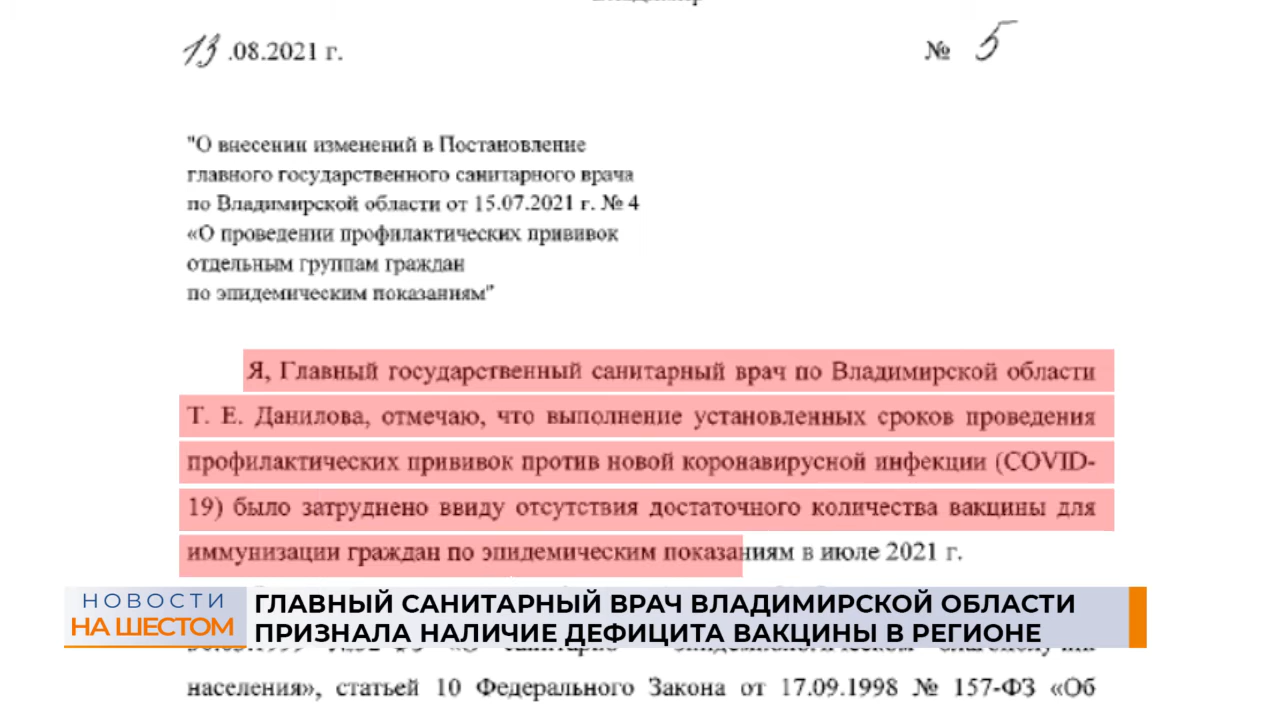 13 .08.2021 г.
№ 5
"О внесении изменений в Постановление
главного государственного санитарного врача
по Владимирской области от 15.07.2021 г. № 4
«О проведении профилактических прививок
отдельным группам граждан
по эпидемическим показаниям"
Я, Главный государственный санитарный врач по Владимирской области
Т. Е. Данилова, отмечаю, что выполнение установленных сроков проведения
профилактических прививок против новой коронавирусной инфекции (COVID-
19) было затруднено ввиду отсутствия достаточного количества вакцины для
иммунизации граждан по эпидемическим показаниям в июле 2021 г.
НОВОСТИ
НА ШЕСТОМ
ГЛАВНЫЙ САНИТАРНЫЙ ВРАЧ ВЛАДИМИРСКОЙ ОБЛАСТИ
ПРИЗНАЛА НАЛИЧИЕ ДЕФИЦИТА ВАКЦИНЫ В РЕГИОНЕ
населения», статьей 10 Федерального Закона от 17.09.1998 № 157-ФЗ «Об